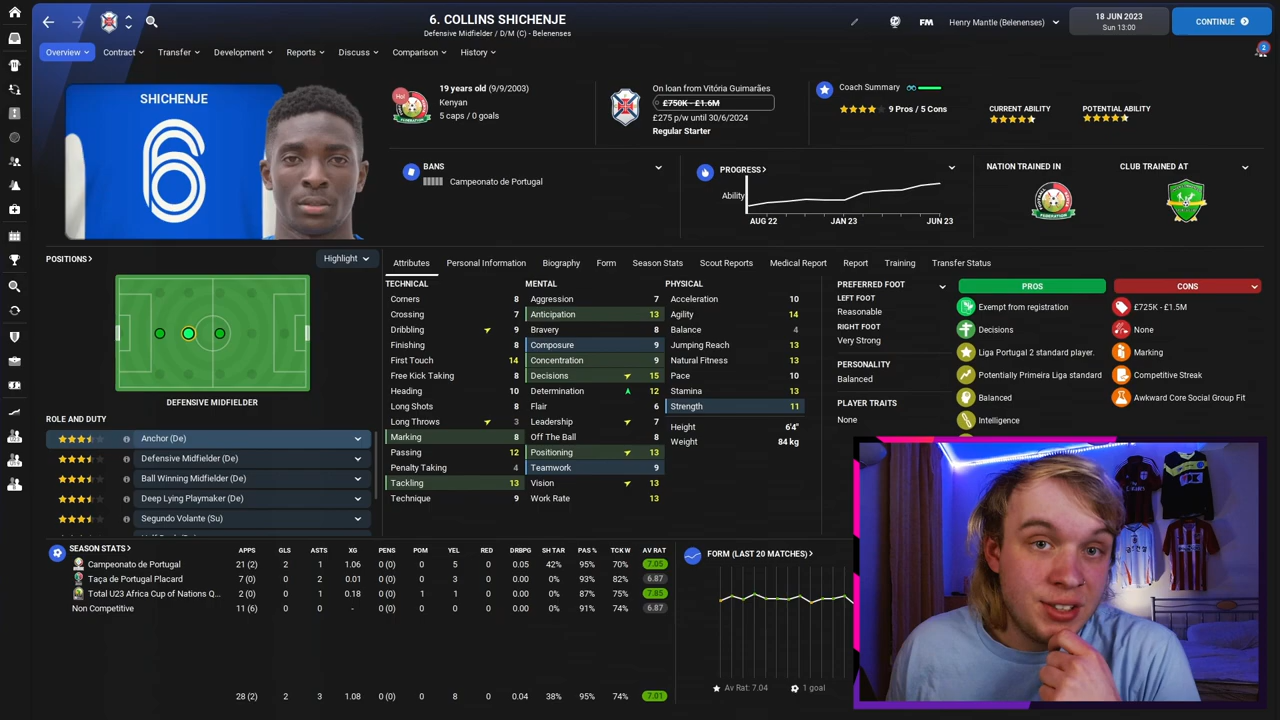 6. COLLINS SHICHENJE
Defensive Midfielder / D/M (C) - Belenenses
FM
Henry Mantle (Belenenses)
18 JUN 2023
Sun 13:00
CONTINUE
Overview
Contract
Transfer
Development
Reports
Discuss
Comparison
History
2
SHICHENJE
6
Hol
19 years old (9/9/2003)
Kenyan
5 caps / 0 goals
On loan from Vitória Guimarães
£750K - £1.6M
£275 p/w until 30/6/2024
Regular Starter
Coach Summary
9 Pros / 5 Cons
CURRENT ABILITY
POTENTIAL ABILITY
BANS
Campeonato de Portugal
PROGRESS
Ability
AUG 22
JAN 23
JUN 23
NATION TRAINED IN
CLUB TRAINED AT
POSITIONS
Highlight
DEFENSIVE MIDFIELDER
ROLE AND DUTY
Anchor (De)
Defensive Midfielder (De)
Ball Winning Midfielder (De)
Deep Lying Playmaker (De)
Segundo Volante (Su)
Attributes
Personal Information
Biography
Form
Season Stats
Scout Reports
Medical Report
Report
Training
Transfer Status
TECHNICAL
Corners 8
Crossing 7
Dribbling 9
Finishing 8
First Touch 14
Free Kick Taking 8
Heading 10
Long Shots 8
Long Throws 3
Marking 8
Passing 12
Penalty Taking 4
Tackling 13
Technique 9
MENTAL
Aggression 7
Anticipation 13
Bravery 8
Composure 9
Concentration 9
Decisions 15
Determination 12
Flair 6
Leadership 7
Off The Ball 8
Positioning 13
Teamwork 9
Vision 13
Work Rate 13
PHYSICAL
Acceleration 10
Agility 14
Balance 4
Jumping Reach 13
Natural Fitness 13
Pace 10
Stamina 13
Strength 11
Height 6'4"
Weight 84 kg
PREFERRED FOOT
LEFT FOOT
Reasonable
RIGHT FOOT
Very Strong
PERSONALITY
Balanced
PLAYER TRAITS
None
PROS
Exempt from registration
Decisions
Liga Portugal 2 standard player.
Potentially Primeira Liga standard
Balanced
Intelligence
CONS
£725K - £1.5M
None
Marking
Competitive Streak
Awkward Core Social Group Fit
SEASON STATS
APPS GLS ASTS XG PENS POM YEL RED DRBPG SH TAR PAS % TCK W AV RAT
Campeonato de Portugal 21 (2) 2 1 1.06 0 (0) 0 5 0 0.05 42% 95% 70% 7.05
Taça de Portugal Placard 7 (0) 0 2 0.01 0 (0) 0 3 0 0.00 0% 93% 82% 6.87
Total U23 Africa Cup of Nations Q... 2 (0) 0 1 0.18 0 (0) 1 1 0 0.00 0% 87% 75% 7.85
Non Competitive 11 (6) 0 0 - 0 (0) 0 0 0 0.00 0% 91% 74% 6.87
28 (2) 2 3 1.08 0 (0) 0 8 0 0.04 38% 95% 74% 7.01
FORM (LAST 20 MATCHES)
Av Rat: 7.04
1 goal